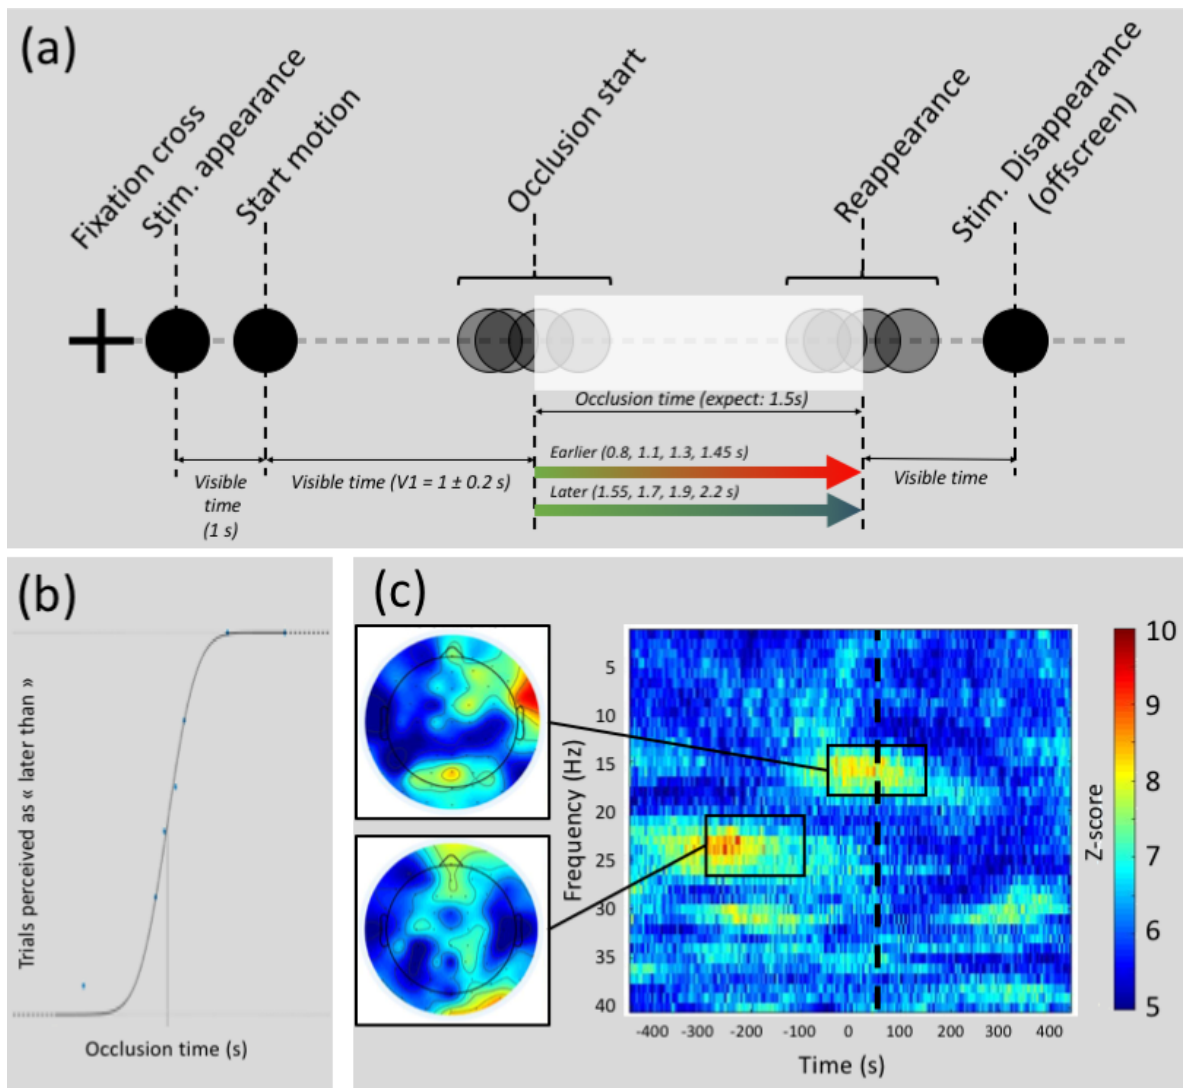 (a)
Fixation cross
Stim. appearance
Start motion
Occlusion start
Reappearance
Stim. Disappearance
(offscreen)
Occlusion time (expect: 1.5s)
Earlier (0.8, 1.1, 1.3, 1.45 s)
Later (1.55, 1.7, 1.9, 2.2 s)
Visible
time
(1 s)
Visible time (V1 = 1 ± 0.2 s)
Visible time
(b)
Trials perceived as « later than »
Occlusion time (s)
(c)
Frequency (Hz)
5
10
15
20
25
30
35
40
-400 -300 -200 -100 0 100 200 300 400
Time (s)
Z-score
10
9
8
7
6
5